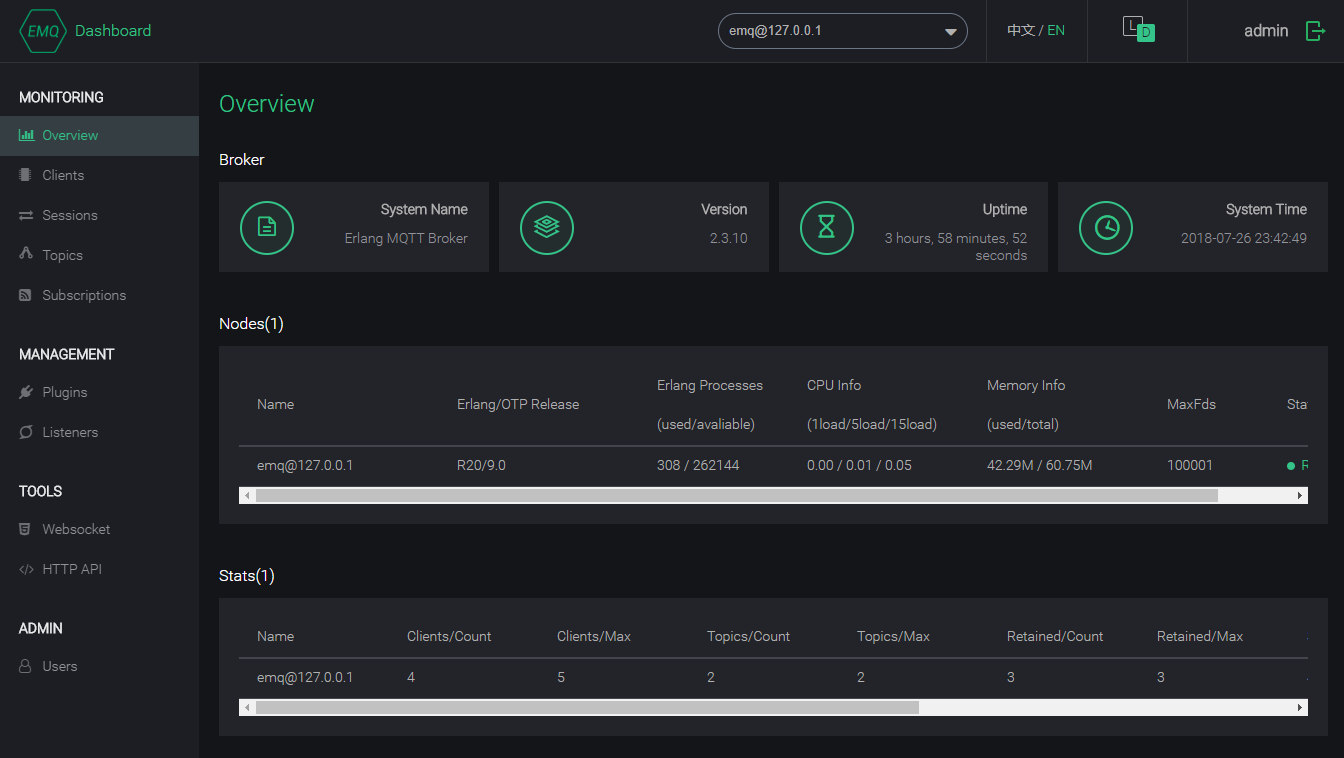 EMQ Dashboard
emq@127.0.0.1
中文 / EN
L
D
admin
MONITORING
Overview
Clients
Sessions
Topics
Subscriptions
MANAGEMENT
Plugins
Listeners
TOOLS
Websocket
HTTP API
ADMIN
Users
Overview
Broker
System Name
Erlang MQTT Broker
Version
2.3.10
Uptime
3 hours, 58 minutes, 52
seconds
System Time
2018-07-26 23:42:49
Nodes(1)
Name
Erlang/OTP Release
Erlang Processes
(used/avaliable)
CPU Info
(1load/5load/15load)
Memory Info
(used/total)
MaxFds
Sta
emq@127.0.0.1 R20/9.0 308 / 262144 0.00 / 0.01 / 0.05 42.29M / 60.75M 100001
Stats(1)
Name Clients/Count Clients/Max Topics/Count Topics/Max Retained/Count Retained/Max
emq@127.0.0.1 4 5 2 2 3 3